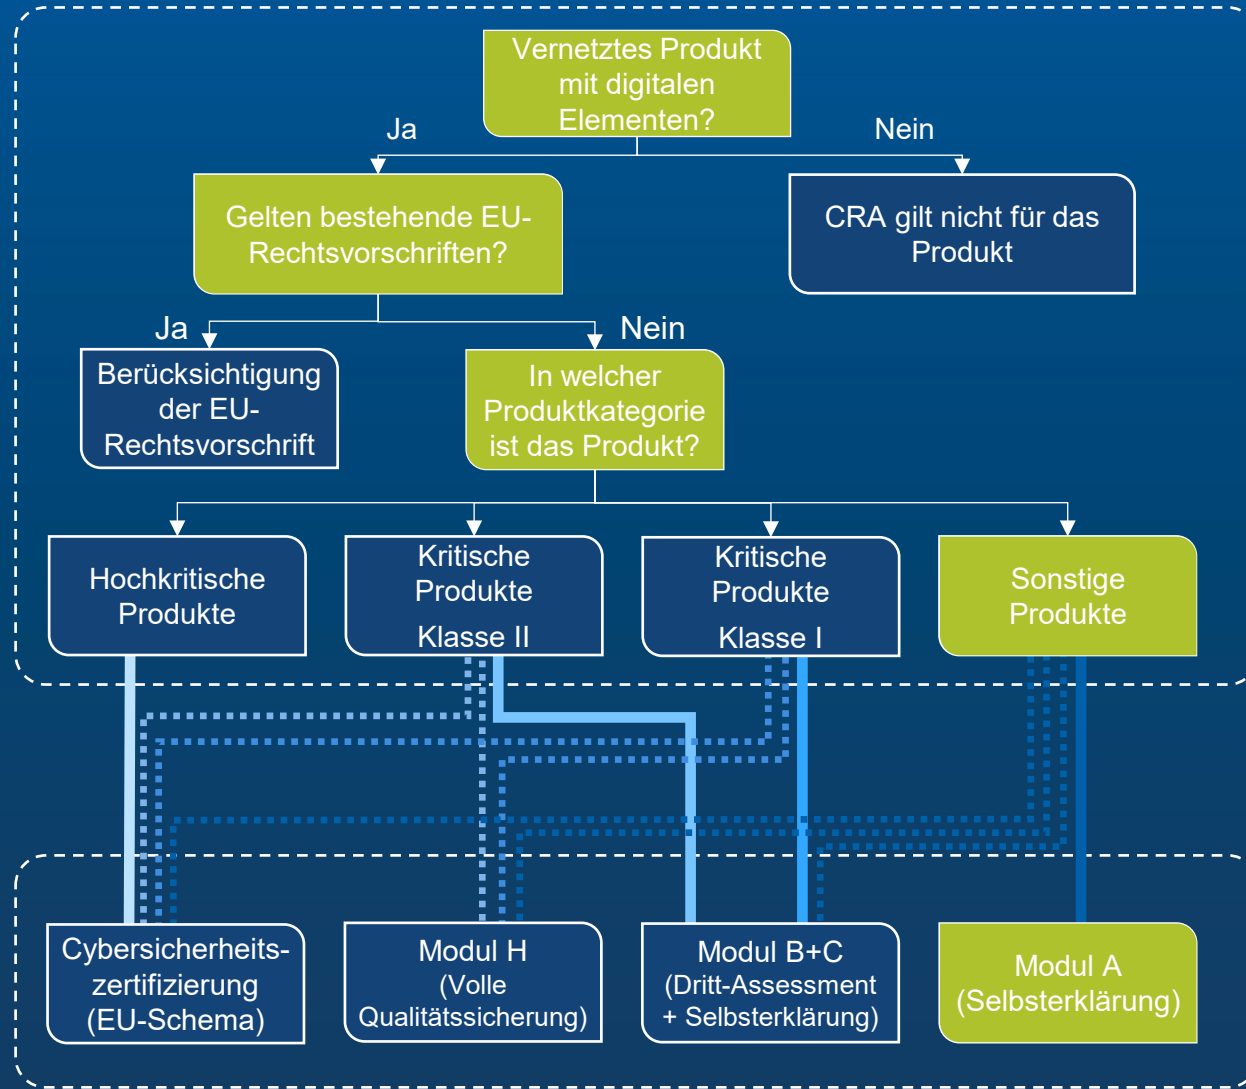 Vernetztes Produkt
mit digitalen
Elementen?
Ja
Nein
Gelten bestehende EU-
Rechtsvorschriften?
CRA gilt nicht für das
Produkt
Ja
Nein
Berücksichtigung
der EU-
Rechtsvorschrift
In welcher
Produktkategorie
ist das Produkt?
Hochkritische
Produkte
Kritische
Produkte
Klasse II
Kritische
Produkte
Klasse I
Sonstige
Produkte
Cybersicherheits-
zertifizierung
(EU-Schema)
Modul H
(Volle
Qualitätssicherung)
Modul B+C
(Dritt-Assessment
+ Selbsterklärung)
Modul A
(Selbsterklärung)